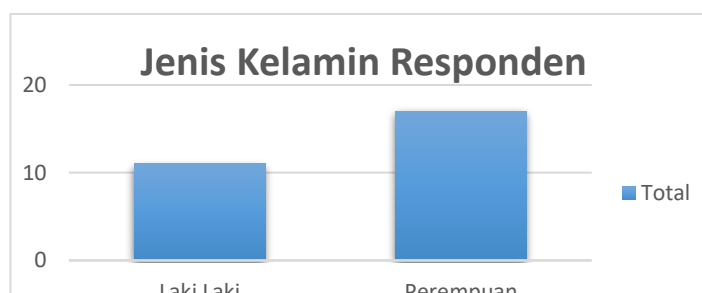 Jenis Kelamin Responden
20
10
0
Laki Laki
Perempuan
Total